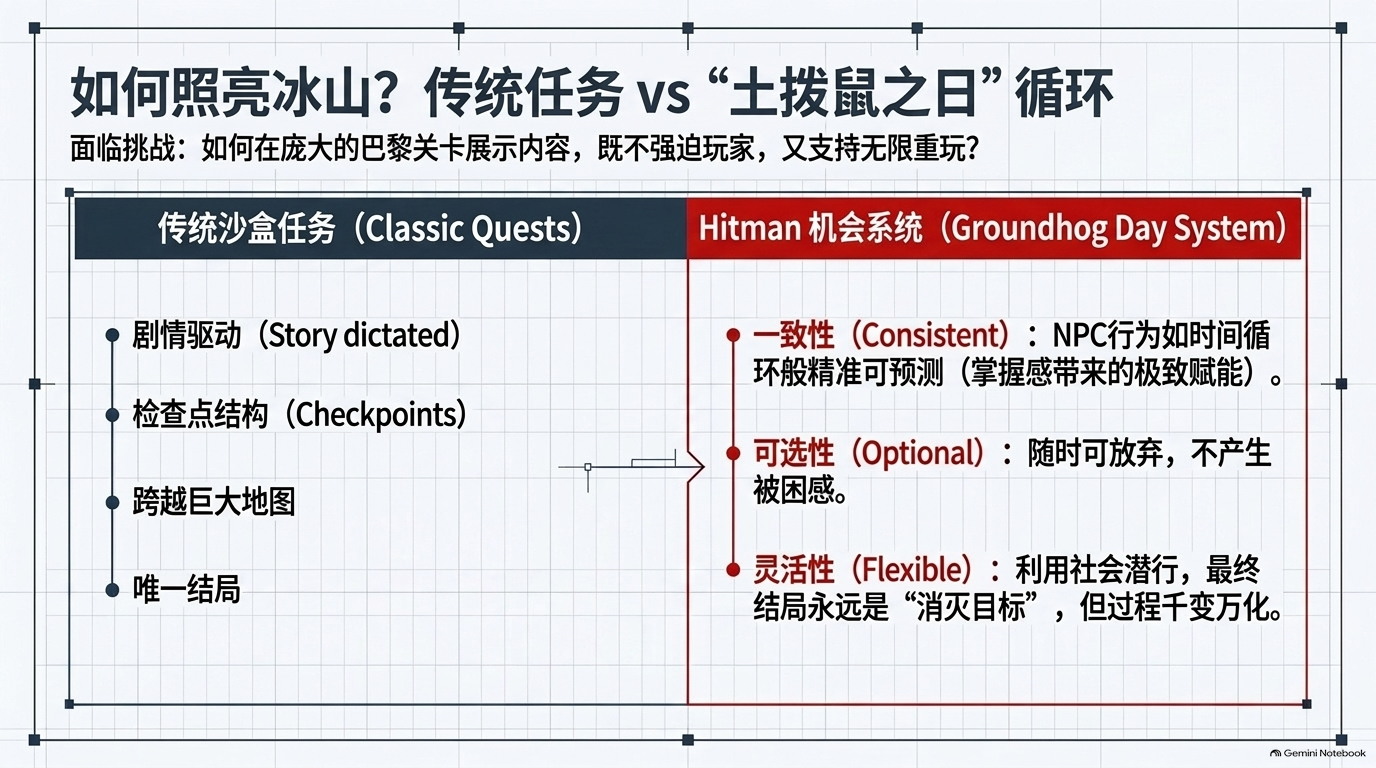 如何照亮冰山？传统任务 vs “土拨鼠之日” 循环
面临挑战：如何在庞大的巴黎关卡展示内容，既不强迫玩家，又支持无限重玩？
传统沙盒任务（Classic Quests）
剧情驱动（Story dictated）
检查点结构（Checkpoints）
跨越巨大地图
唯一结局
Hitman 机会系统（Groundhog Day System）
一致性（Consistent）：NPC行为如时间循
环般精准可预测（掌握感带来的极致赋能）。
可选性（Optional）：随时可放弃，不产生
被困感。
灵活性（Flexible）：利用社会潜行，最终
结局永远是“消灭目标”，但过程千变万化。
Gemini Notebook